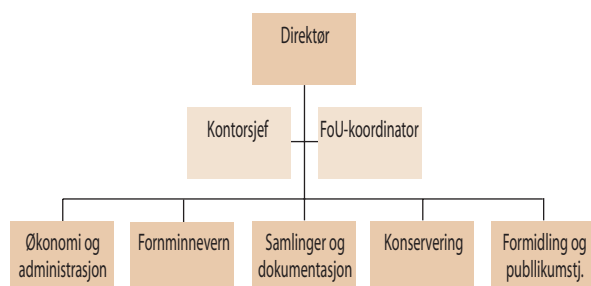 Direktør
Kontorsjef
FoU-koordinator
Økonomi og
administrasjon
Fornminnevern
Samlinger og
dokumentasjon
Konservering
Formidling og
publlikumstj.